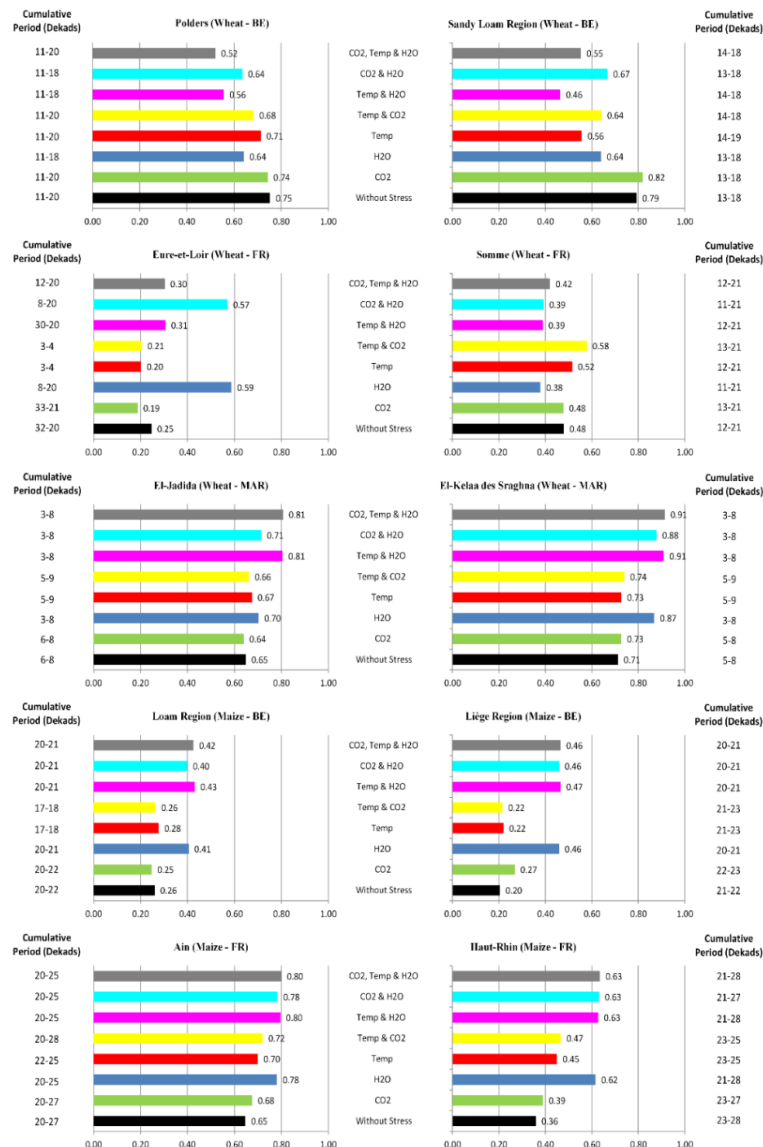 Cumulative Period (Dekads)
Polders (Wheat - BE)
Sandy Loam Region (Wheat - BE)
Cumulative Period (Dekads)
11-20 0.52 CO2, Temp & H2O 0.55 14-18
11-18 0.64 CO2 & H2O 0.67 13-18
11-18 0.56 Temp & H2O 0.46 14-18
11-20 0.68 Temp & CO2 0.64 14-18
11-20 0.71 Temp 0.56 14-19
11-18 0.64 H2O 0.64 13-18
11-20 0.74 CO2 0.82 13-18
11-20 0.75 Without Stress 0.79 13-18
0.00 0.20 0.40 0.60 0.80 1.00 0.00 0.20 0.40 0.60 0.80 1.00
Cumulative Period (Dekads)
Eure-et-Loir (Wheat - FR)
Somme (Wheat - FR)
Cumulative Period (Dekads)
12-20 0.30 CO2, Temp & H2O 0.42 12-21
8-20 0.57 CO2 & H2O 0.39 11-21
30-20 0.31 Temp & H2O 0.39 12-21
3-4 0.21 Temp & CO2 0.58 13-21
3-4 0.20 Temp 0.52 12-21
8-20 0.59 H2O 0.38 11-21
33-21 0.19 CO2 0.48 13-21
32-20 0.25 Without Stress 0.48 12-21
0.00 0.20 0.40 0.60 0.80 1.00 0.00 0.20 0.40 0.60 0.80 1.00
Cumulative Period (Dekads)
El-Jadida (Wheat - MAR)
El-Kelaa des Sraghna (Wheat - MAR)
Cumulative Period (Dekads)
3-8 0.81 CO2, Temp & H2O 0.91 3-8
3-8 0.71 CO2 & H2O 0.88 3-8
3-8 0.81 Temp & H2O 0.91 3-8
5-9 0.66 Temp & CO2 0.74 5-9
5-9 0.67 Temp 0.73 5-9
3-8 0.70 H2O 0.87 3-8
6-8 0.64 CO2 0.73 5-8
6-8 0.65 Without Stress 0.71 5-8
0.00 0.20 0.40 0.60 0.80 1.00 0.00 0.20 0.40 0.60 0.80 1.00
Cumulative Period (Dekads)
Loam Region (Maize - BE)
Liége Region (Maize - BE)
Cumulative Period (Dekads)
20-21 0.42 CO2, Temp & H2O 0.46 20-21
20-21 0.40 CO2 & H2O 0.46 20-21
20-21 0.43 Temp & H2O 0.47 20-21
17-18 0.26 Temp & CO2 0.22 21-23
17-18 0.28 Temp 0.22 21-23
20-21 0.41 H2O 0.46 20-21
20-22 0.25 CO2 0.27 22-23
20-22 0.26 Without Stress 0.20 21-22
0.00 0.20 0.40 0.60 0.80 1.00 0.00 0.20 0.40 0.60 0.80 1.00
Cumulative Period (Dekads)
Ain (Maize - FR)
Haut-Rhin (Maize - FR)
Cumulative Period (Dekads)
20-25 0.80 CO2, Temp & H2O 0.63 21-28
20-25 0.78 CO2 & H2O 0.63 21-27
20-25 0.80 Temp & H2O 0.63 21-28
20-28 0.72 Temp & CO2 0.47 23-25
22-25 0.70 Temp 0.45 23-25
20-25 0.78 H2O 0.62 21-28
20-27 0.68 CO2 0.39 23-27
20-27 0.65 Without Stress 0.36 23-28
0.00 0.20 0.40 0.60 0.80 1.00 0.00 0.20 0.40 0.60 0.80 1.00